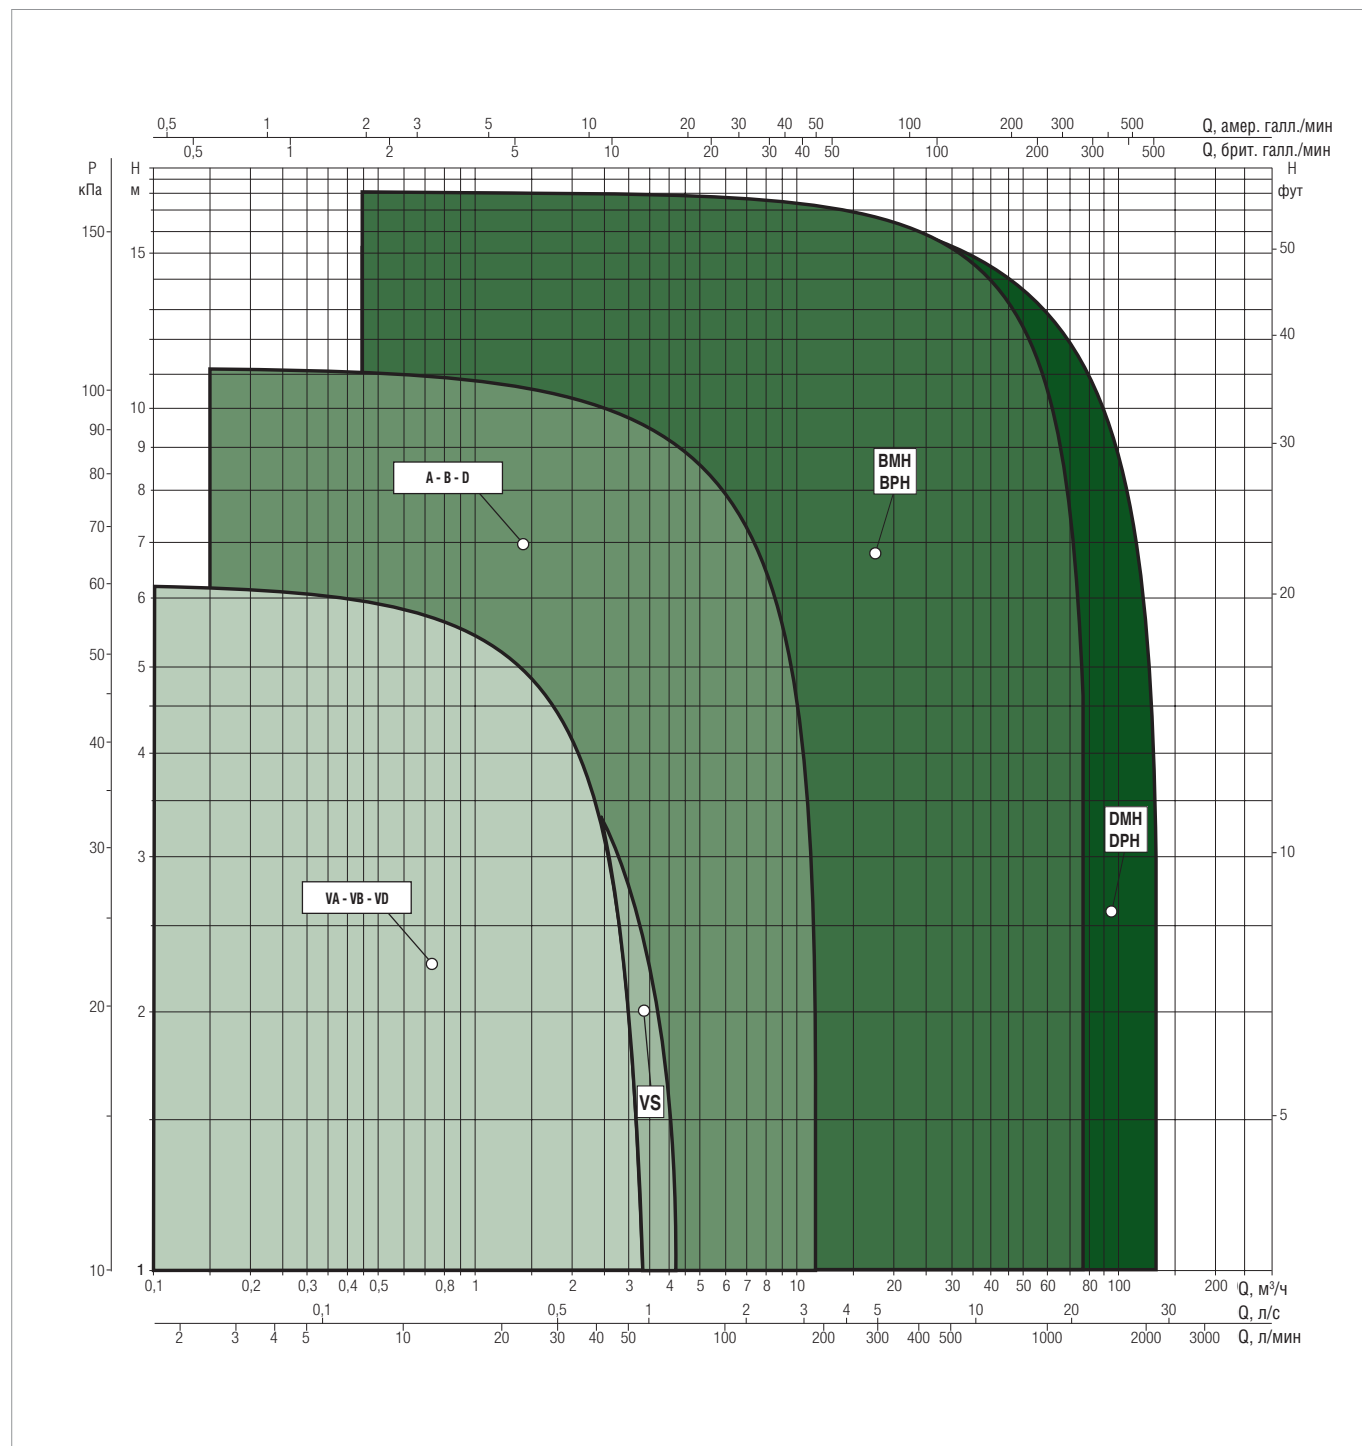 0,5 1 2 3 5 10 20 30 40 50 100 200 300 500 Q, амер. галл./мин
0,5 1 2 5 10 20 30 40 50 100 200 300 500 Q, брит. галл./мин
P H H
кПа м фут
150
15
50
40
100
10
90
9
30
80
8
70
7
60
6
20
50
5
40
4
30
3
10
20
2
5
10
1
A - B - D
BMH
BPH
DMH
DPH
VA - VB - VD
VS
0,1 0,2 0,3 0,4 0,5 0,8 1 2 3 4 5 6 7 8 10 20 30 40 50 60 80 100 200 Q, м³/ч
0,1 0,5 1 2 3 4 5 10 20 30 Q, л/с
2 3 4 5 10 20 30 40 50 100 200 300 400 500 1000 2000 3000 Q, л/мин